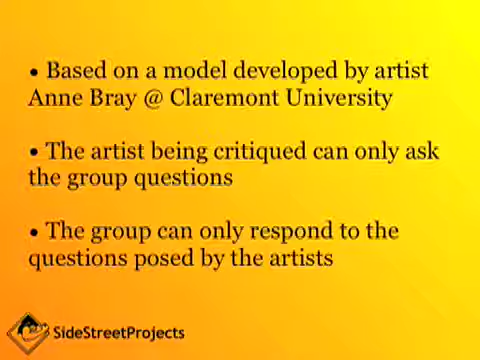 • Based on a model developed by artist
Anne Bray @ Claremont University
• The artist being critiqued can only ask
the group questions
• The group can only respond to the
questions posed by the artists
SideStreetProjects